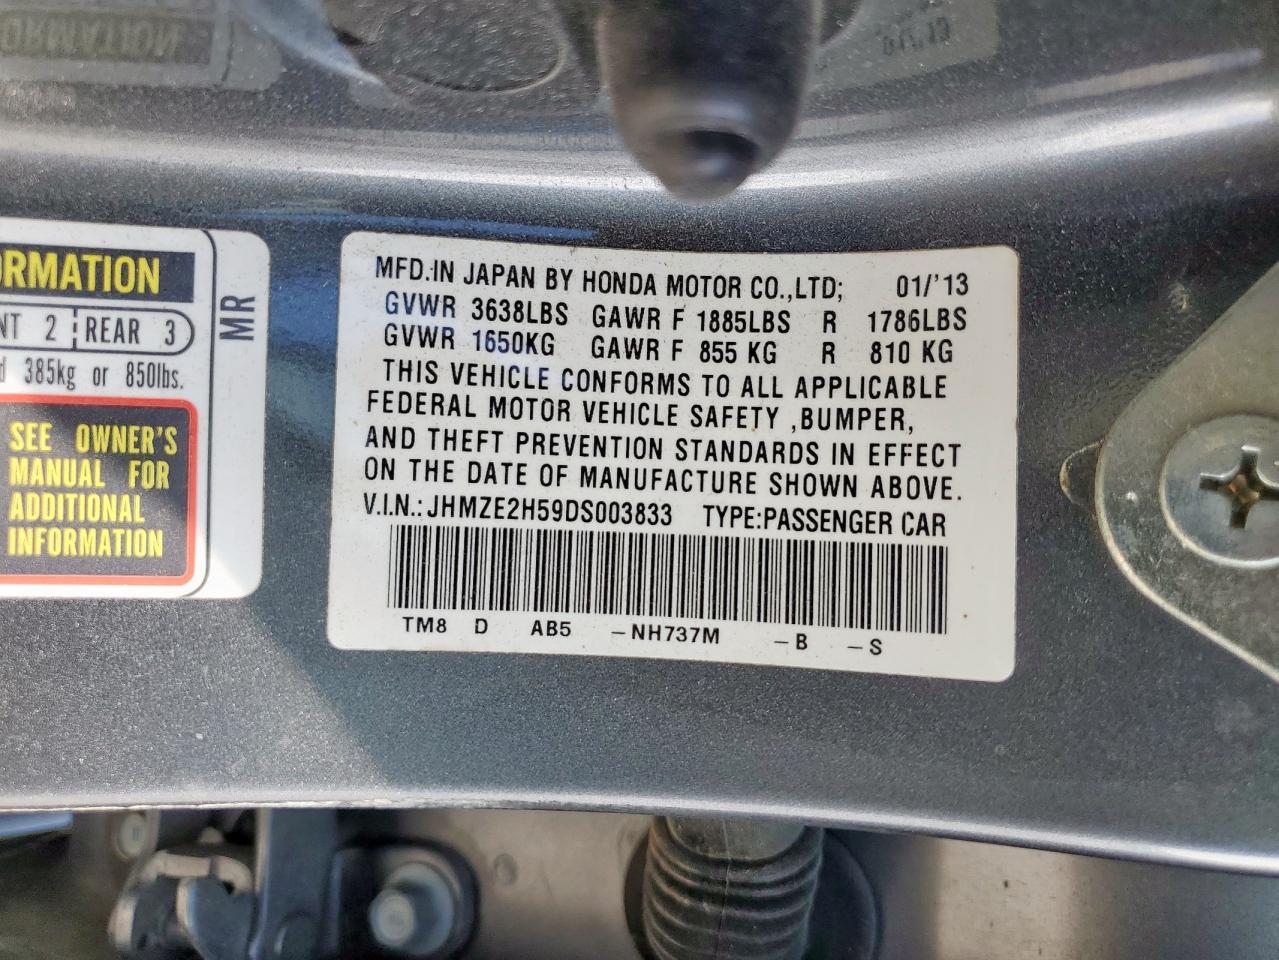 ORMATION
NT 2 REAR 3
d 385kg or 850lbs.
SEE OWNER'S
MANUAL FOR
ADDITIONAL
INFORMATION
MR
MFD.IN JAPAN BY HONDA MOTOR CO.,LTD; 01/'13
GVWR 3638LBS GAWR F 1885LBS R 1786LBS
GVWR 1650KG GAWR F 855 KG R 810 KG
THIS VEHICLE CONFORMS TO ALL APPLICABLE
FEDERAL MOTOR VEHICLE SAFETY ,BUMPER,
AND THEFT PREVENTION STANDARDS IN EFFECT
ON THE DATE OF MANUFACTURE SHOWN ABOVE.
V.I.N.: JHMZE2H59DS003833 TYPE:PASSENGER CAR
TM8 D AB5 -NH737M -B -S